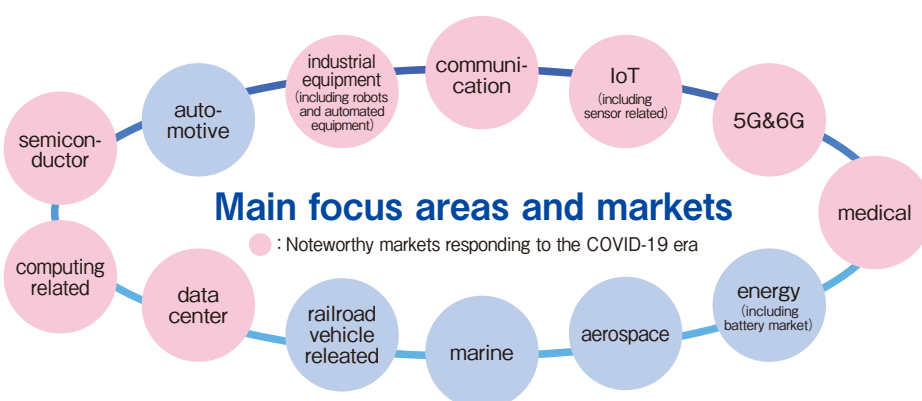 industrial
equipment
(including robots
and automated
equipment)
communi-
cation
IoT
(including
sensor related)
auto-
motive
5G&6G
semicon-
ductor
medical
Main focus areas and markets
: Noteworthy markets responding to the COVID-19 era
computing
related
data
center
railroad
vehicle
releated
marine
aerospace
energy
(including
battery market)